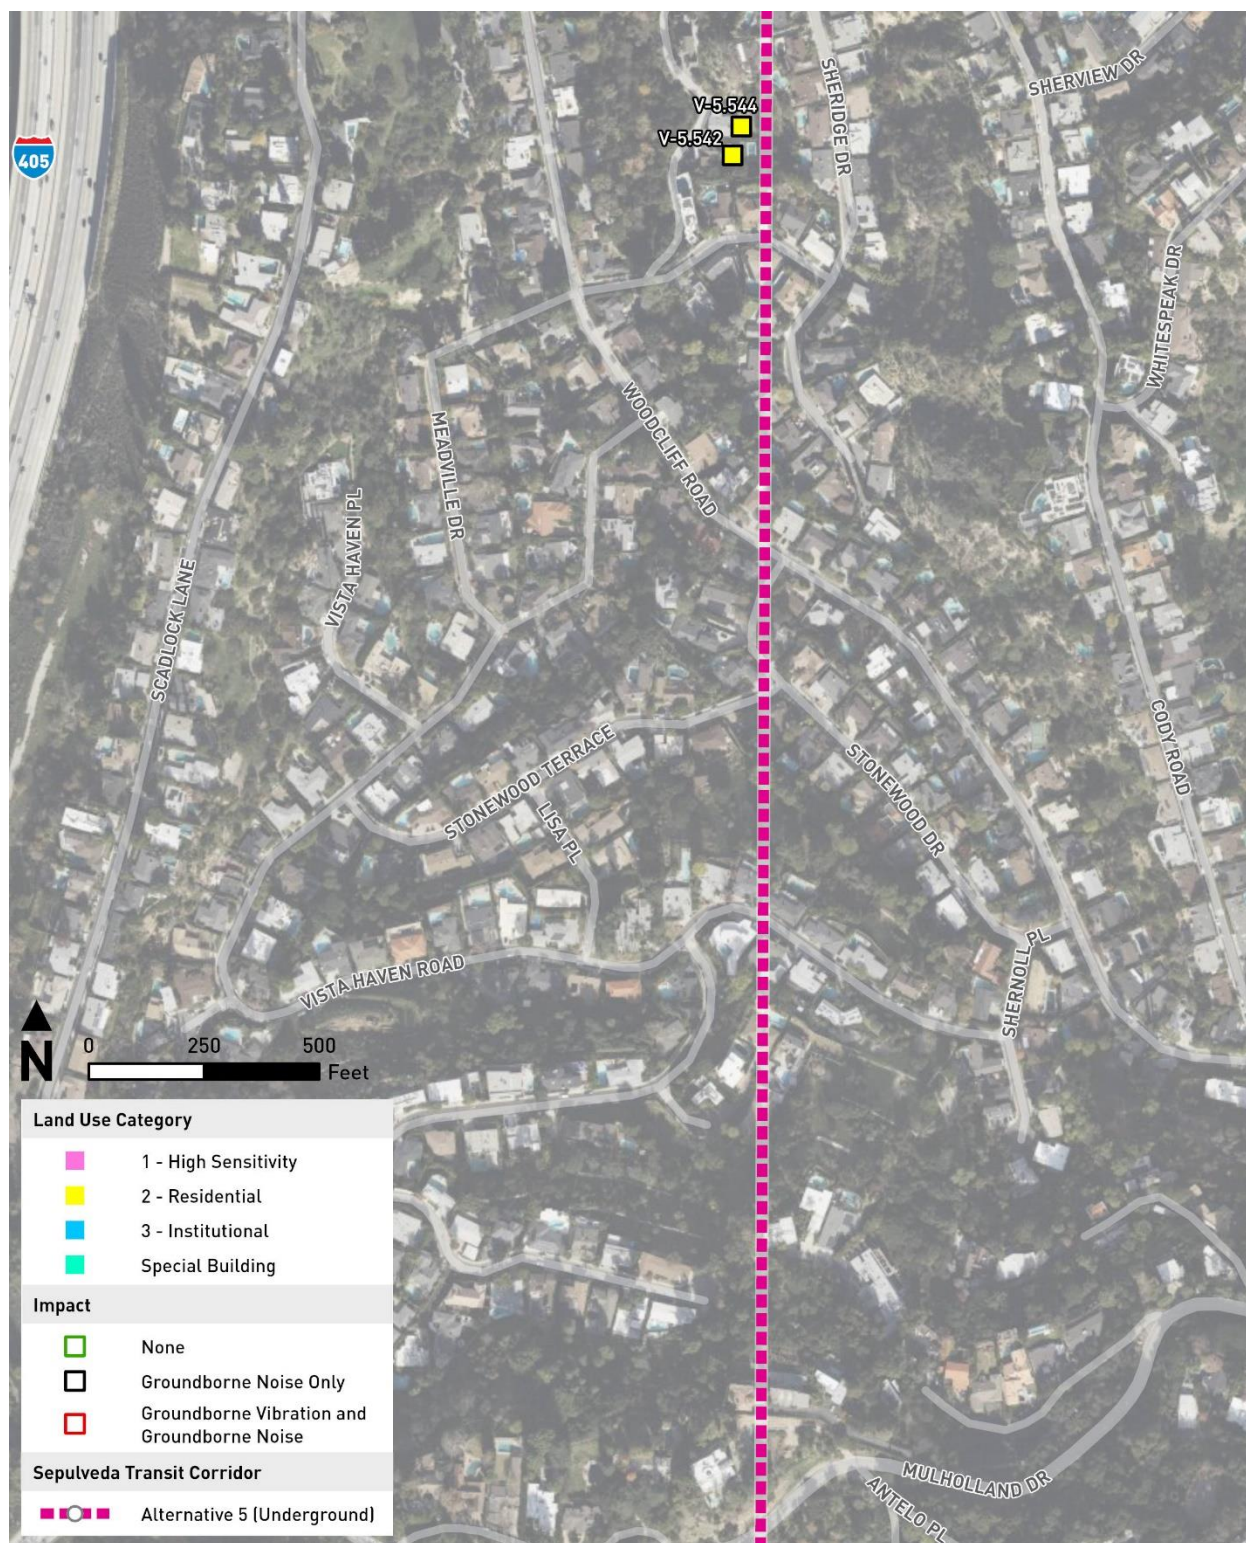 SHERVIEW DR
SHERIDGE DR
V-5.544
V-5.542
405
WHITESPEAK DR
WOODCLIFF ROAD
MEADVILLE DR
VISTA HAVEN PL
SCADLOCK LANE
CODY ROAD
STONEWOOD TERRACE
STONEWOOD DR
LISA PL
SHERNOLL PL
VISTA HAVEN ROAD
N
0 250 500
Feet
Land Use Category
1 - High Sensitivity
2 - Residential
3 - Institutional
Special Building
Impact
None
Groundborne Noise Only
Groundborne Vibration and
Groundborne Noise
Sepulveda Transit Corridor
Alternative 5 (Underground)
MULHOLLAND DR
ANTELO PL